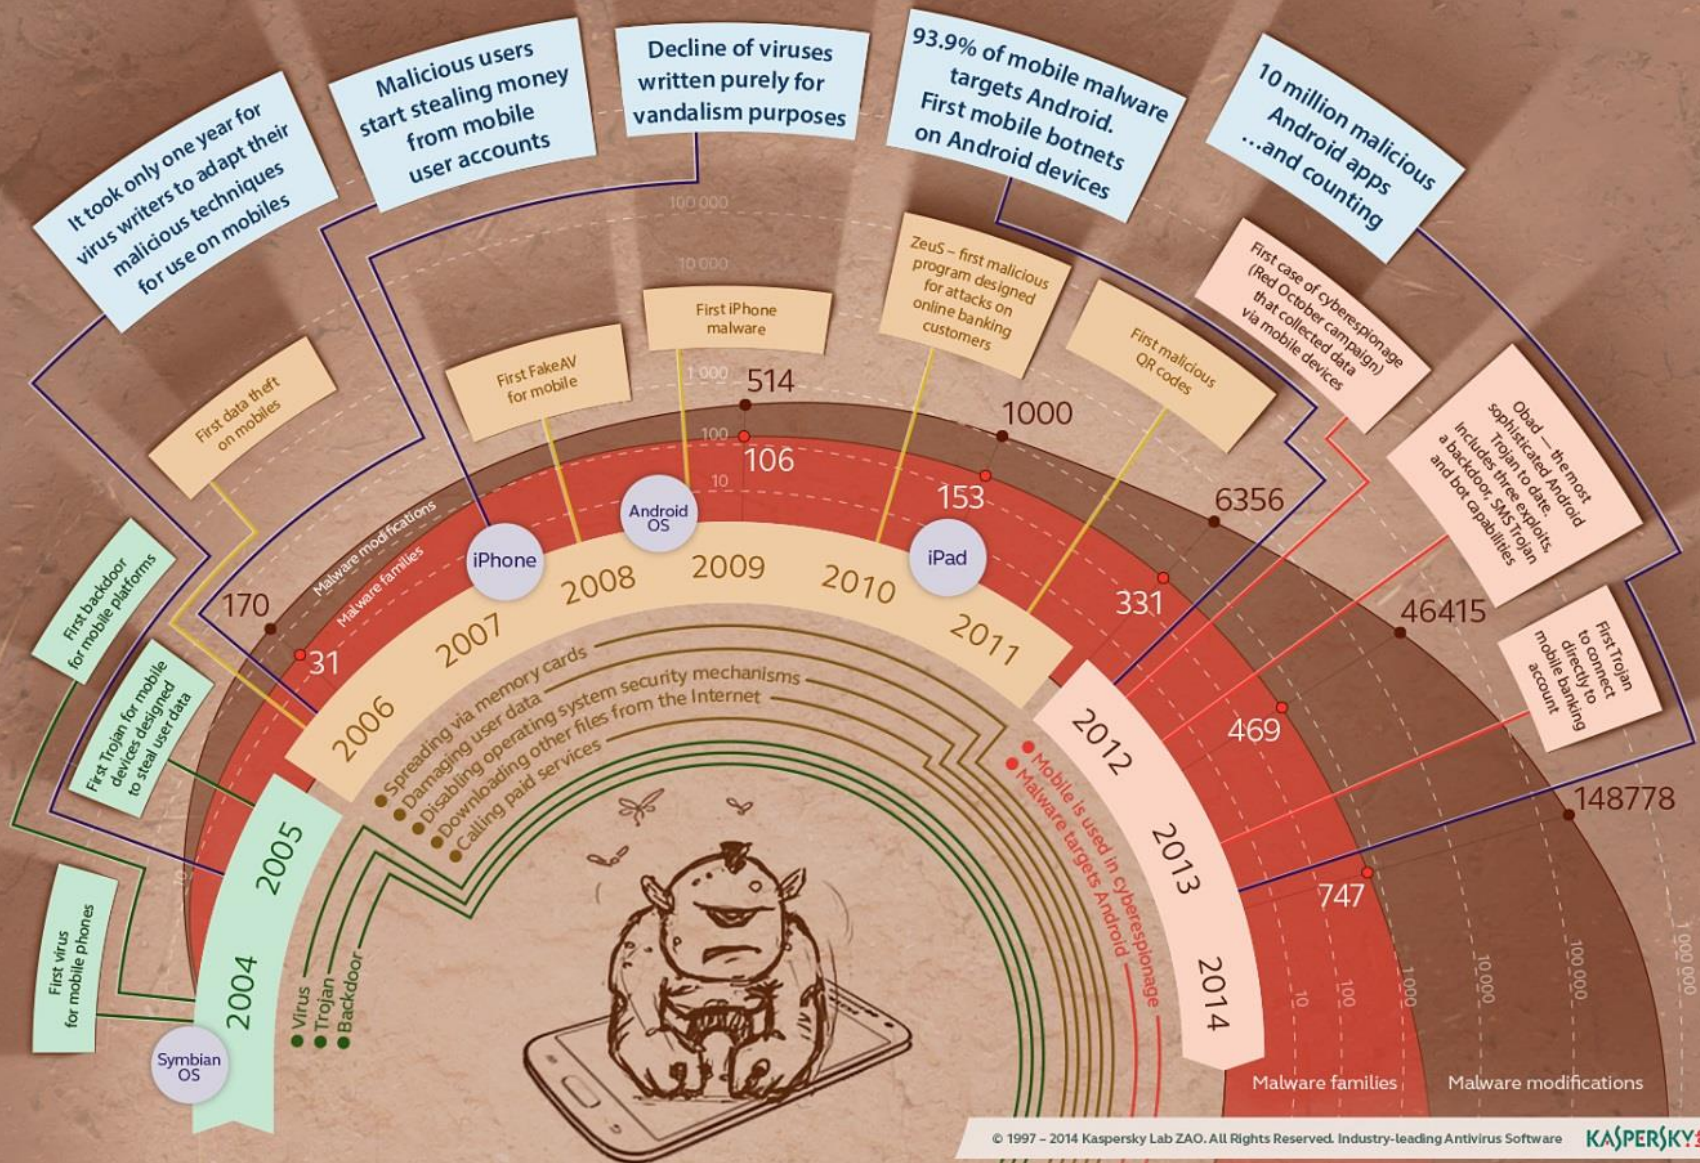 It took only one year for
virus writers to adapt their
malicious techniques
for use on mobiles
Malicious users
start stealing money
from mobile
user accounts
Decline of viruses
written purely for
vandalism purposes
93.9% of mobile malware
targets Android.
First mobile botnets
on Android devices
10 million malicious
Android apps
...and counting
First virus
for mobile phones
First backdoor
for mobile platforms
First Trojan for mobile
devices designed
to steal user data
First data theft
on mobiles
First FakeAV
for mobile
First iPhone
malware
ZeuS – first malicious
program designed
for attacks on
online banking
customers
First malicious
QR codes
First case of cyberespionage
(Red October campaign)
that collected data
via mobile devices
Obad — the most
sophisticated Android
Trojan to date.
Includes three exploits,
a backdoor, SMS Trojan
and bot capabilities
First Trojan
to connect
directly to
mobile banking
account
100 000
10 000
1 000
100
10
10
Malware modifications
Malware families
170
31
514
106
1000
153
6356
331
46415
469
148778
747
Symbian
OS
iPhone
Android
OS
iPad
2004
2005
2006
2007
2008
2009
2010
2011
2012
2013
2014
Virus
Trojan
Backdoor
Spreading via memory cards
Damaging user data
Disabling operating system security mechanisms
Downloading other files from the Internet
Calling paid services
Mobile is used in cyberespionage
Malware targets Android
10
100
1 000
10 000
100 000
1 000 000
Malware families
Malware modifications
© 1997 – 2014 Kaspersky Lab ZAO. All Rights Reserved. Industry-leading Antivirus Software
KASPERSKY